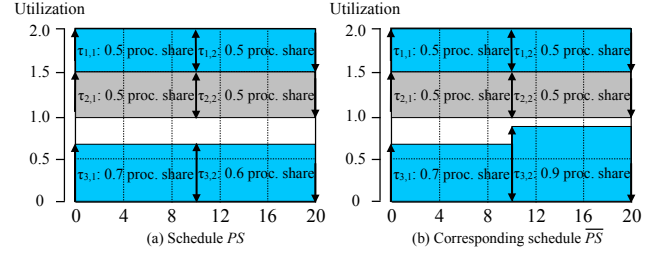 Utilization
2.0
τ1,1: 0.5 proc. share
τ1,2: 0.5 proc. share
1.5
τ2,1: 0.5 proc. share
τ2,2: 0.5 proc. share
1.0
0.5
τ3,1: 0.7 proc. share
τ3,2: 0.6 proc. share
0
0 4 8 12 16 20
(a) Schedule PS
Utilization
2.0
τ1,1: 0.5 proc. share
τ1,2: 0.5 proc. share
1.5
τ2,1: 0.5 proc. share
τ2,2: 0.5 proc. share
1.0
0.5
τ3,1: 0.7 proc. share
τ3,2: 0.9 proc. share
0
0 4 8 12 16 20
(b) Corresponding schedule P̅S̅